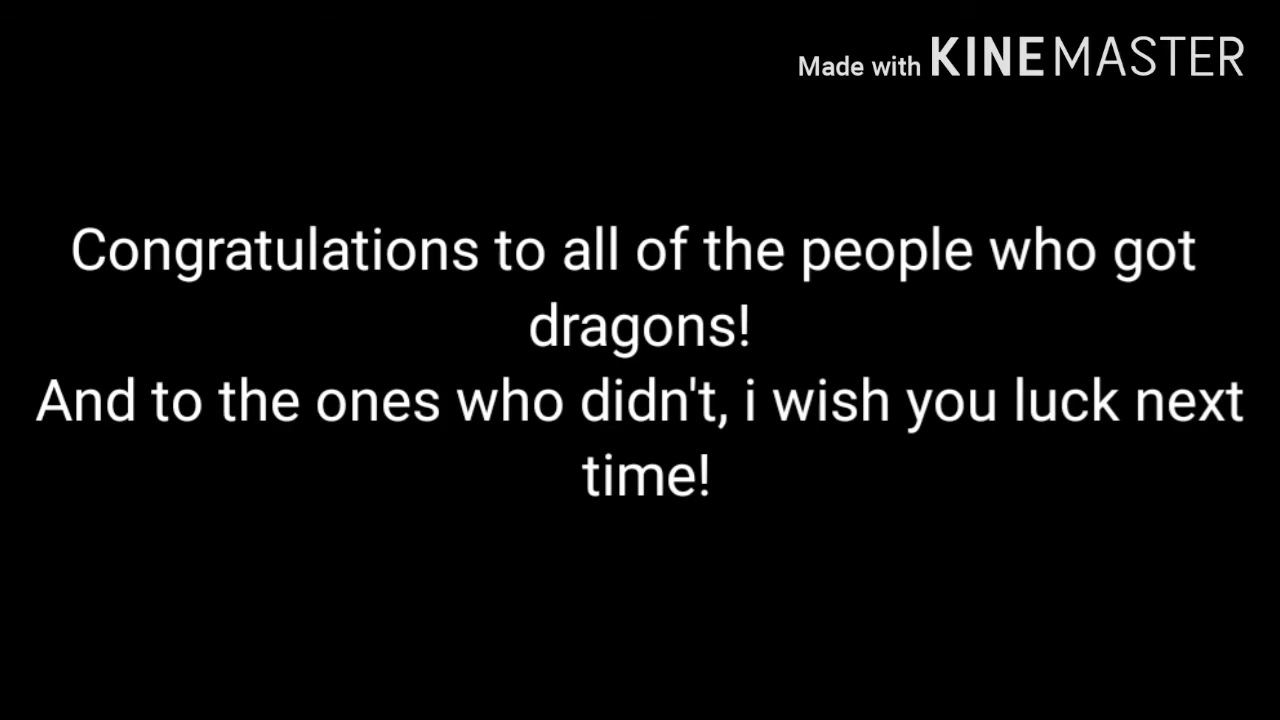 Made with KINEMASTER
Congratulations to all of the people who got
dragons!
And to the ones who didn't, i wish you luck next
time!